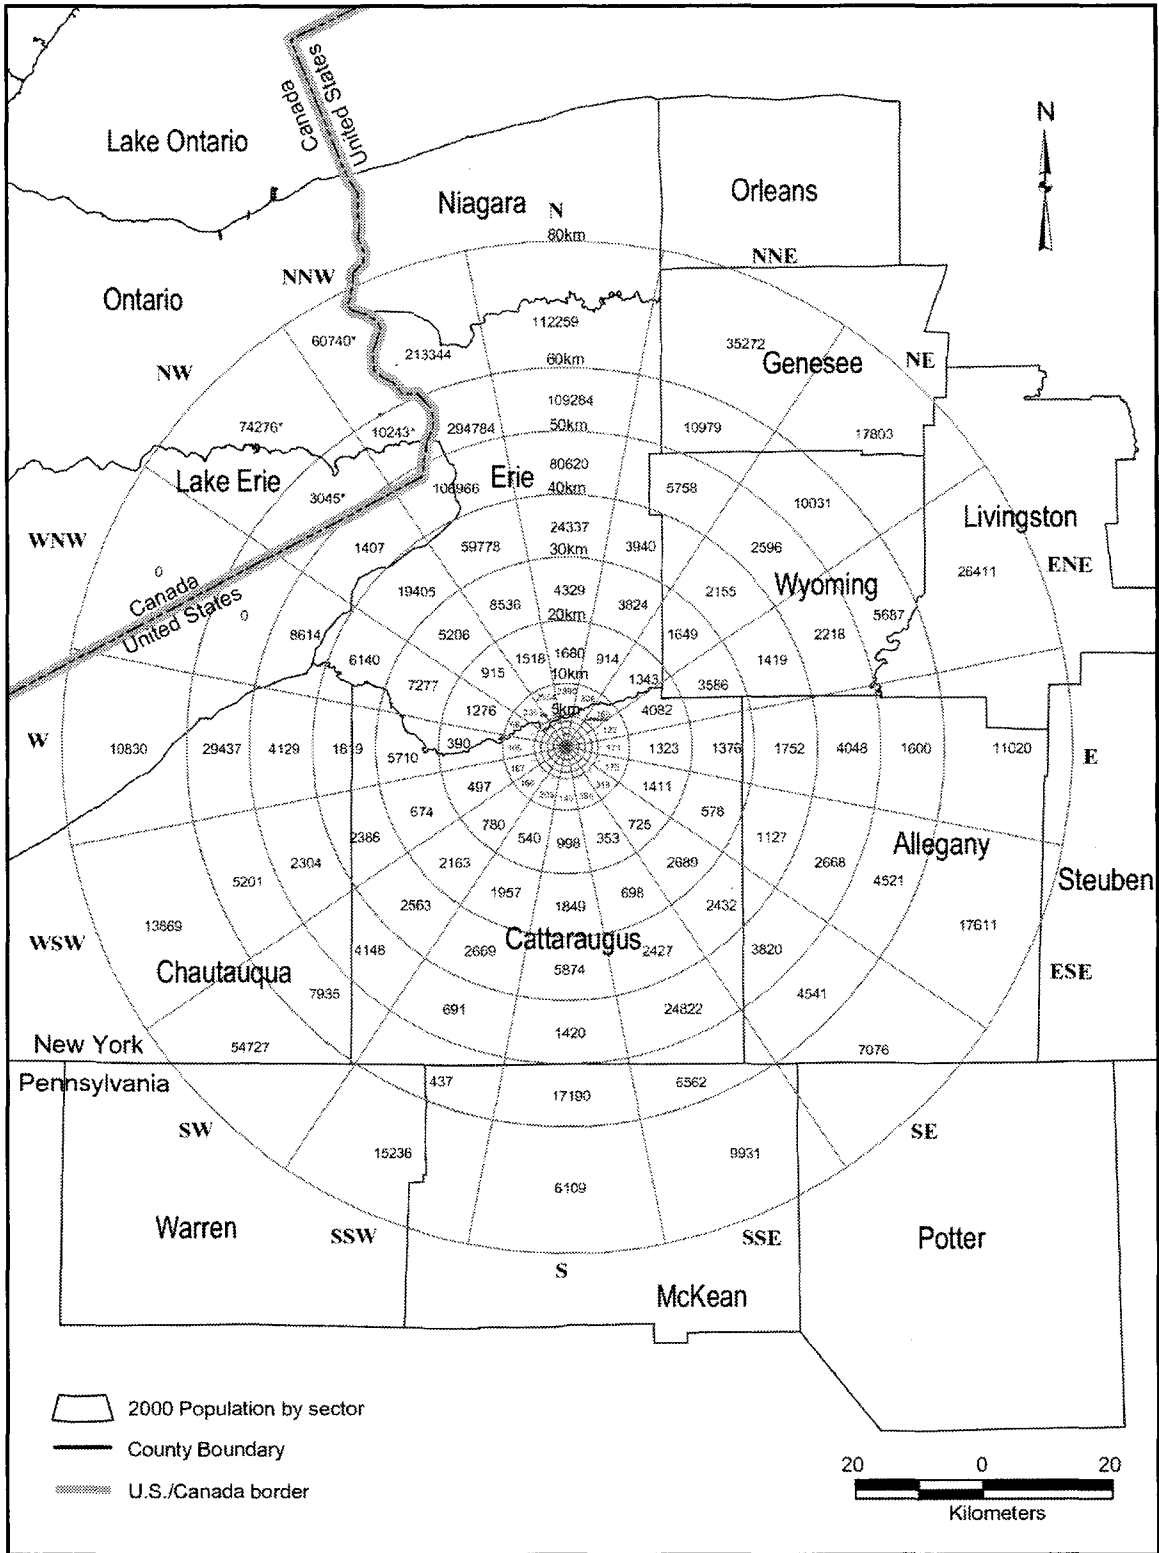 United States
Canada
Lake Ontario
N
Niagara
Orleans
N
80km
NNE
NNW
Ontario
112259
60740*
213344
35272
Genesee
NE
NW
60km
109284
74276*
10243*
294784
50km
10979
17803
Lake Erie
Erie
80620
3045*
106966
40km
5758
10031
Livingston
WNW
24337
1407
59778
30km
3940
2596
ENE
0
26411
Canada
19405
8536
4329
3824
2155
Wyoming
United States
0
20km
5687
8614
5206
1649
2218
6140
915
1518
1680
914
1419
7277
10km
1343
3586
1276
5km
4082
W
10830
29437
4129
1819
5710
390
1323
1376
1752
4048
1600
11020
E
497
1411
674
578
780
725
2386
540
998
353
1127
Allegany
2304
2163
2689
2668
5201
4521
Steuben
1957
698
2563
1849
2432
13869
17611
WSW
Cattaraugus
4148
2669
2427
3820
Chautauqua
5874
ESE
7935
4541
691
24822
1420
New York
54727
7076
Pennsylvania
437
6562
17190
SW
SE
15236
9931
6109
Warren
SSW
SSE
Potter
S
McKean
2000 Population by sector
County Boundary
U.S./Canada border
20 0 20
Kilometers